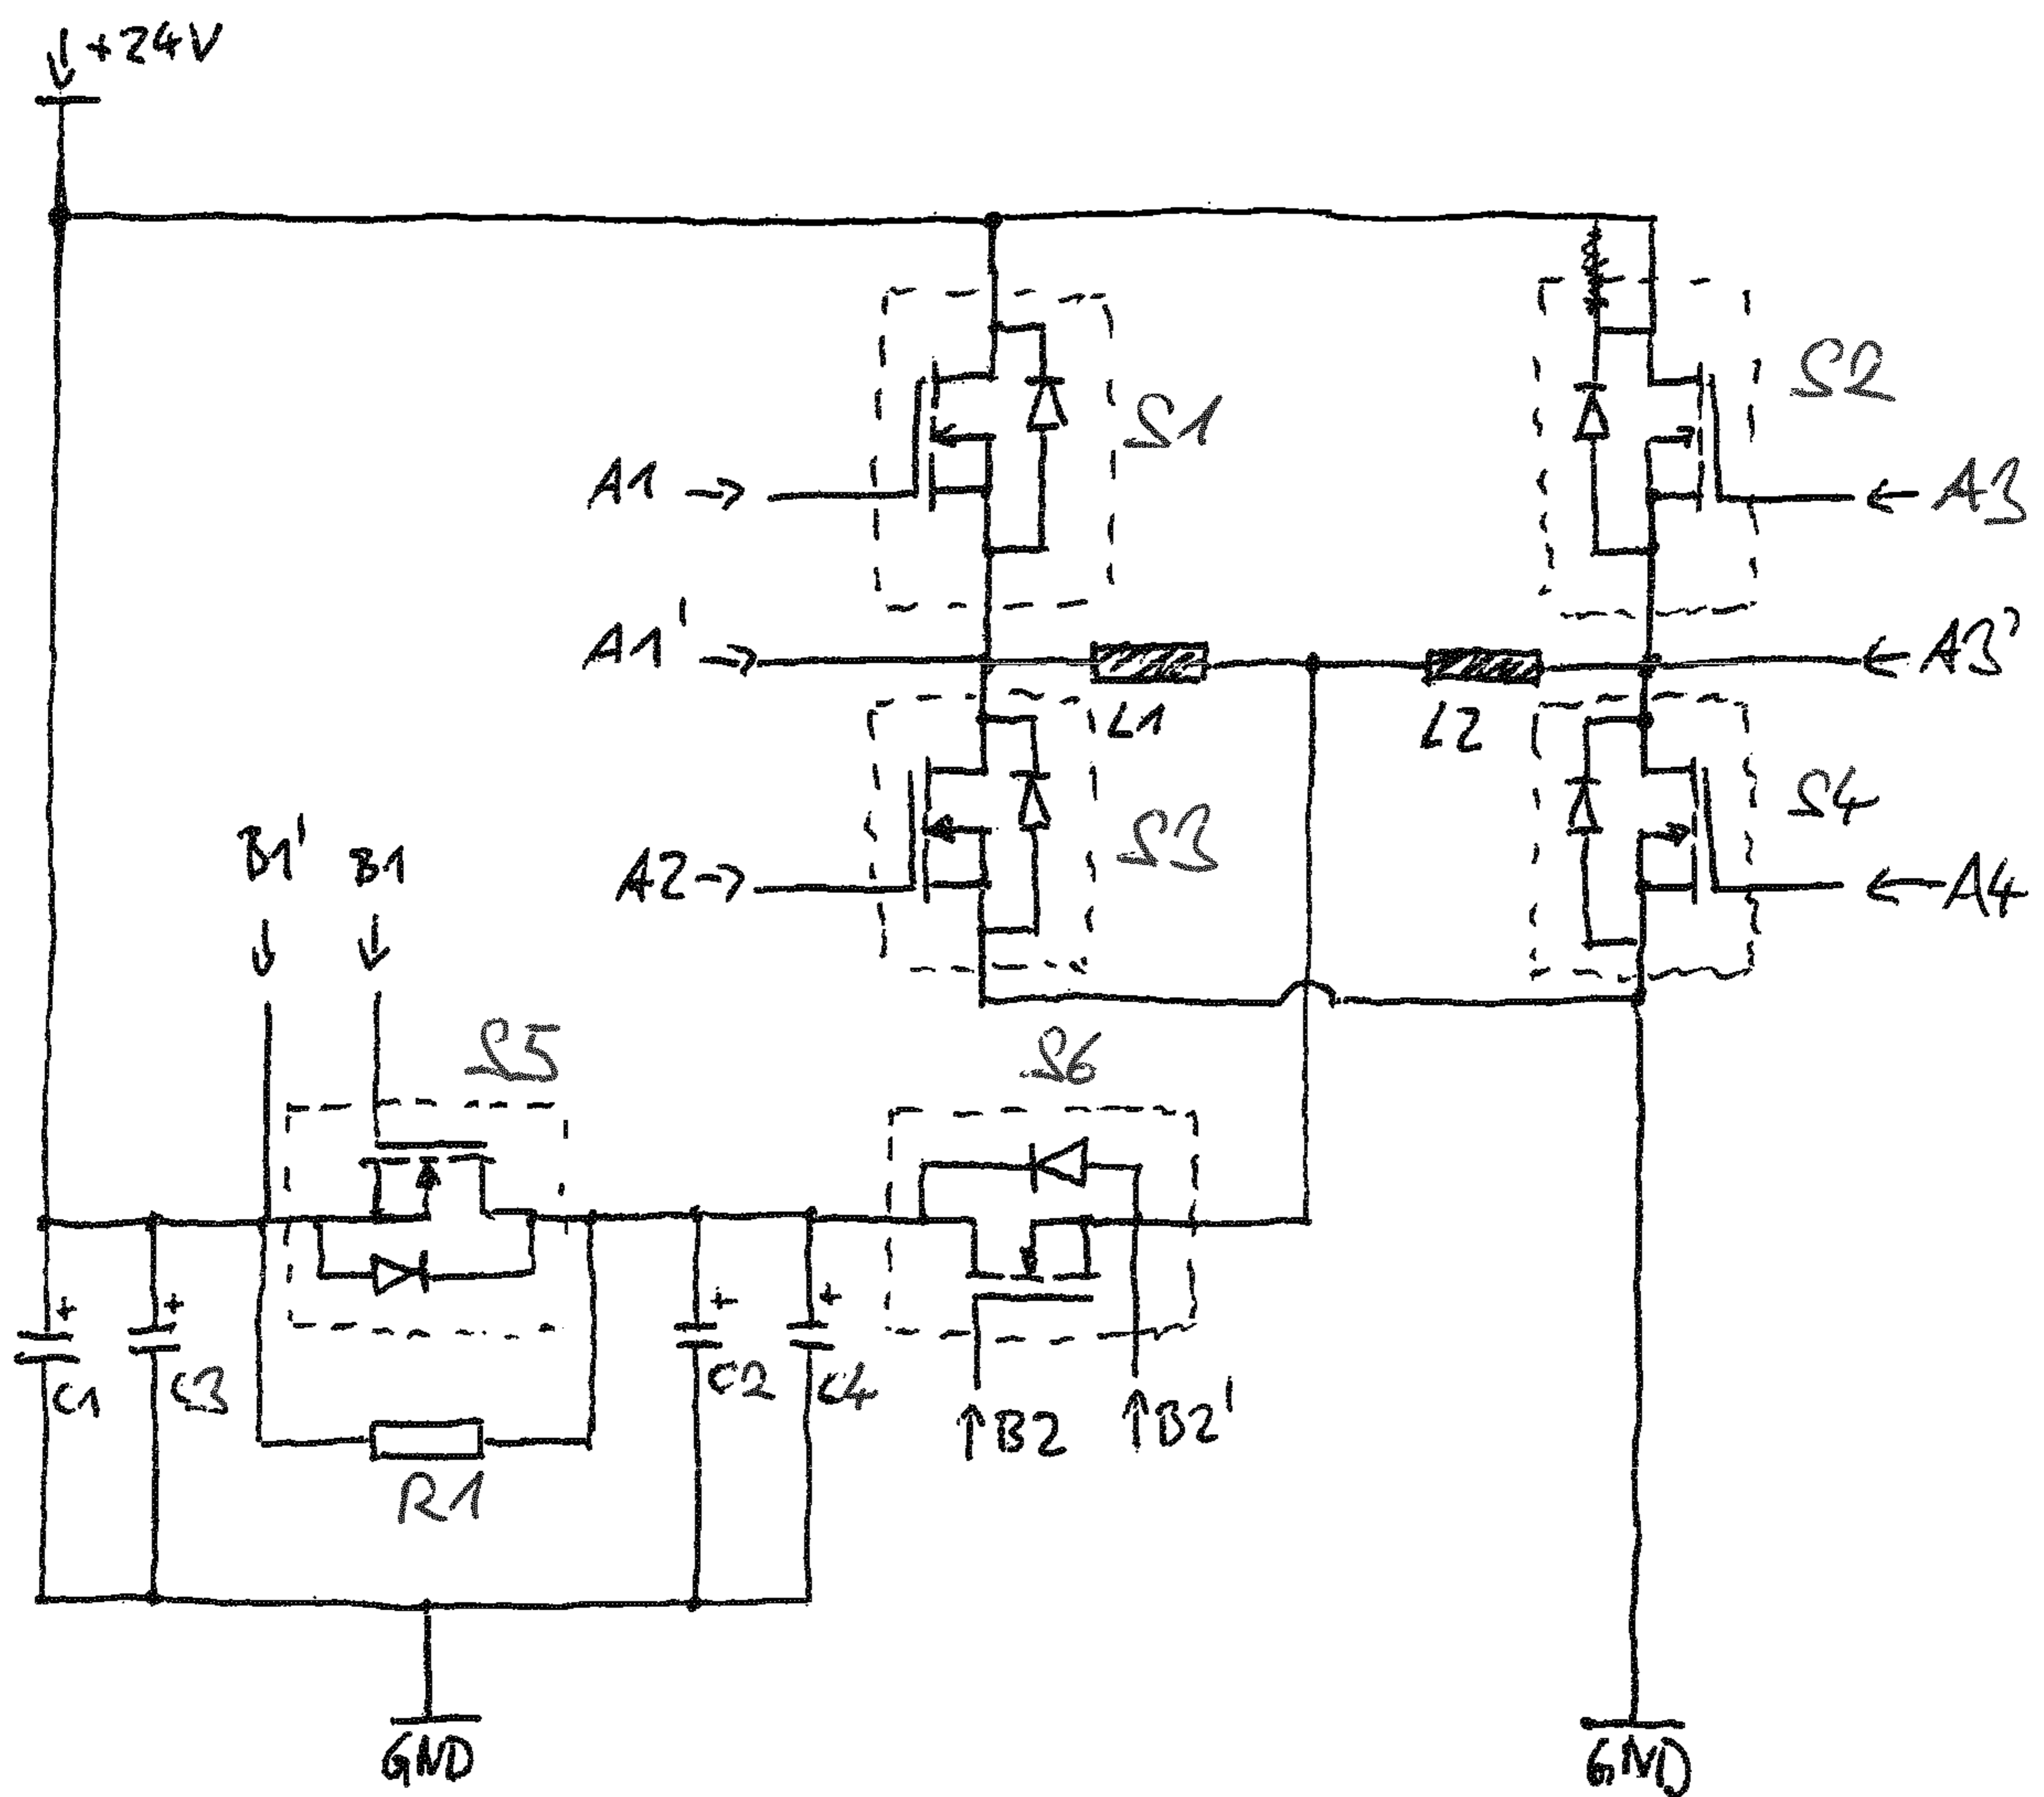 +24V
S1
S2
A1
A3
A1'
A3'
L1
L2
S3
S4
B1'
B1
A2
A4
S5
S6
C1
C3
C2
C4
B2
B2'
R1
GND
GND